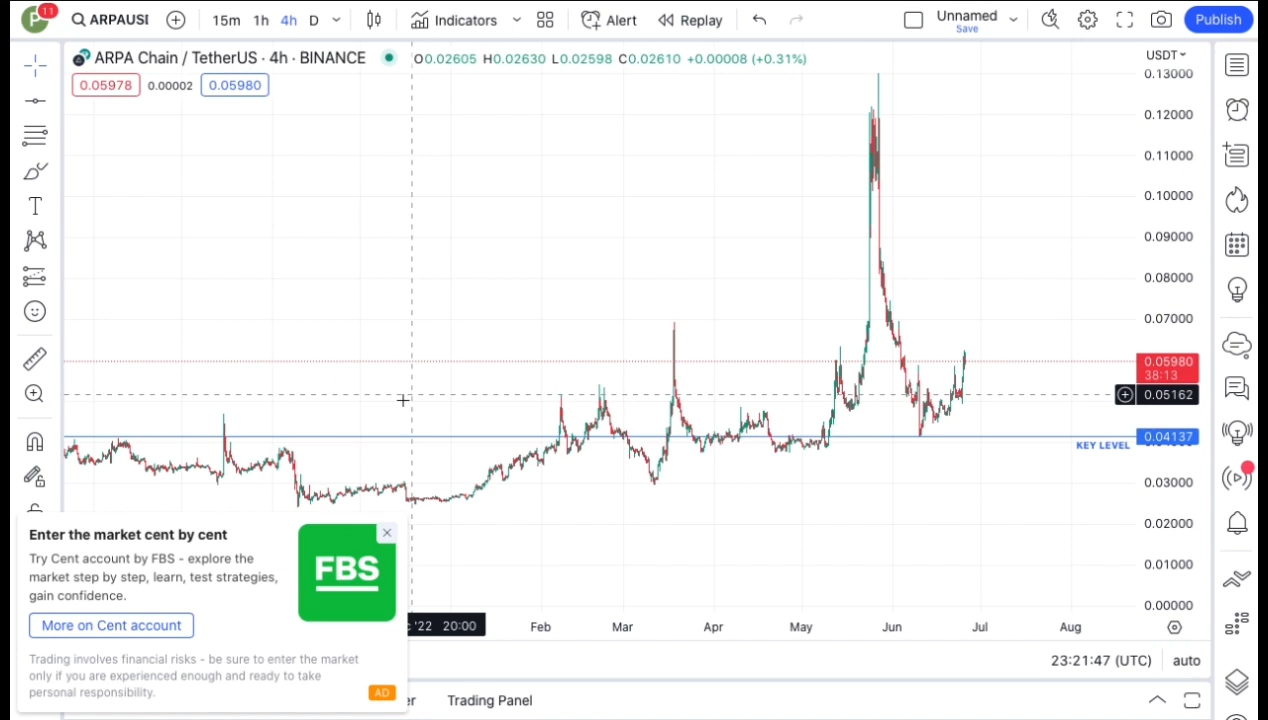 P 11
ARPAUSI
15m 1h 4h D
Indicators
Alert
Replay
Unnamed
Save
Publish
ARPA Chain / TetherUS · 4h · BINANCE
O0.02605 H0.02630 L0.02598 C0.02610 +0.00008 (+0.31%)
USDT
0.05978 0.00002 0.05980
0.13000
0.12000
0.11000
0.10000
0.09000
0.08000
0.07000
0.05980
38:13
0.05162
0.04137
KEY LEVEL
0.03000
0.02000
0.01000
0.00000
Enter the market cent by cent
Try Cent account by FBS - explore the
market step by step, learn, test strategies,
gain confidence.
FBS
More on Cent account
Trading involves financial risks - be sure to enter the market
only if you are experienced enough and ready to take
personal responsibility.
AD
c '22 20:00 Feb Mar Apr May Jun Jul Aug
23:21:47 (UTC) auto
er Trading Panel